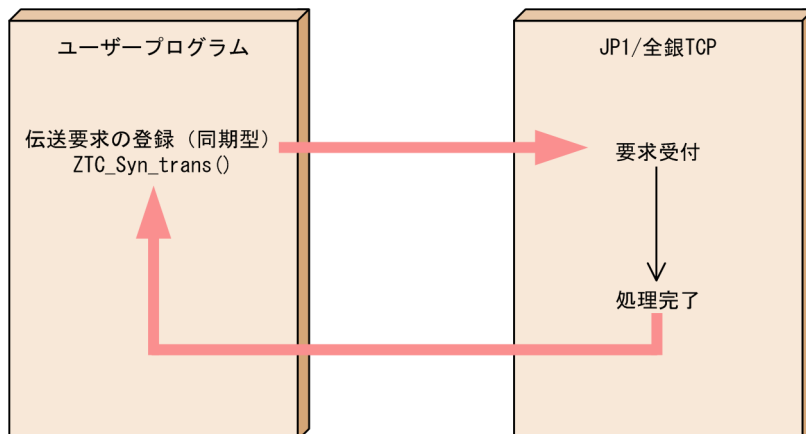 ユーザープログラム
JP1/全銀TCP
伝送要求の登録（同期型）
ZTC_Syn_trans()
要求受付
処理完了